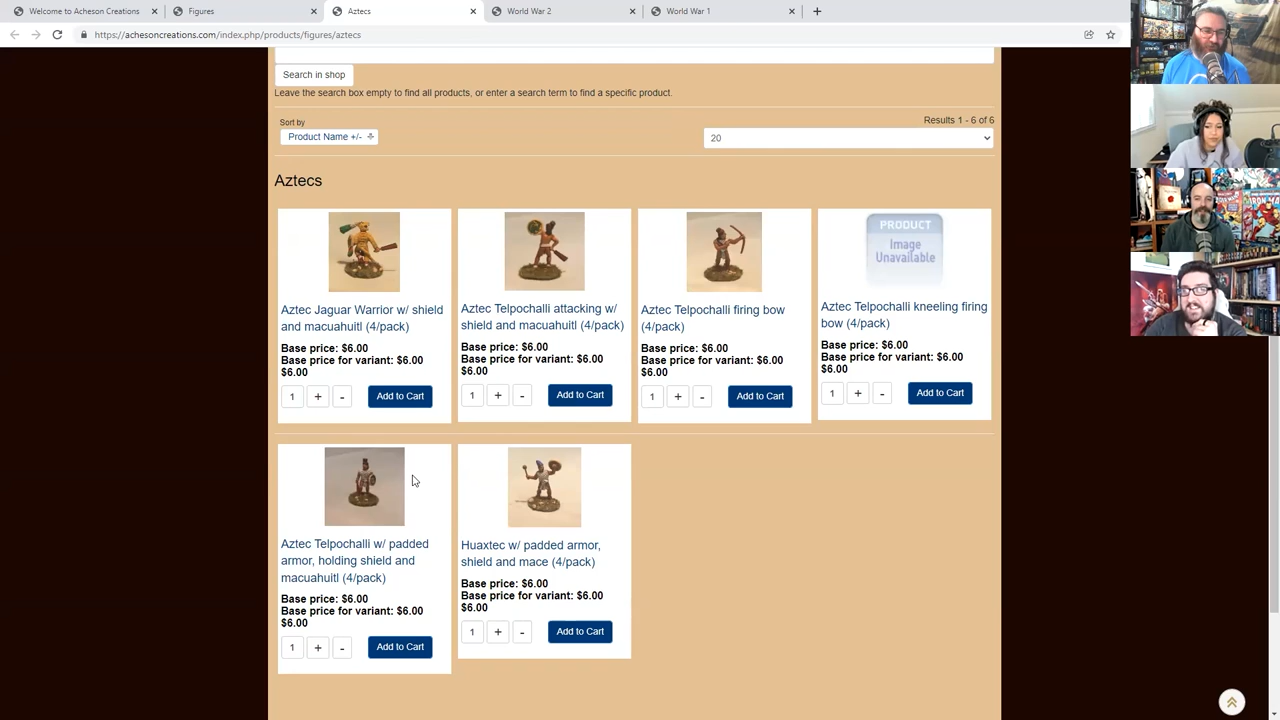 Welcome to Acheson Creations
Figures
Aztecs
World War 2
World War 1
https://achesoncreations.com/index.php/products/figures/aztecs
Search in shop
Leave the search box empty to find all products, or enter a search term to find a specific product.
Sort by
Product Name +/-
Results 1 - 6 of 6
20
Aztecs
Aztec Jaguar Warrior w/ shield
and macuahuitl (4/pack)
Base price: $6.00
Base price for variant: $6.00
$6.00
1 + - Add to Cart
Aztec Telpochalli attacking w/
shield and macuahuitl (4/pack)
Base price: $6.00
Base price for variant: $6.00
$6.00
1 + - Add to Cart
Aztec Telpochalli firing bow
(4/pack)
Base price: $6.00
Base price for variant: $6.00
$6.00
1 + - Add to Cart
PRODUCT
Image
Unavailable
Aztec Telpochalli kneeling firing
bow (4/pack)
Base price: $6.00
Base price for variant: $6.00
$6.00
1 + - Add to Cart
Aztec Telpochalli w/ padded
armor, holding shield and
macuahuitl (4/pack)
Base price: $6.00
Base price for variant: $6.00
$6.00
1 + - Add to Cart
Huaxtec w/ padded armor,
shield and mace (4/pack)
Base price: $6.00
Base price for variant: $6.00
$6.00
1 + - Add to Cart
IRON MAN